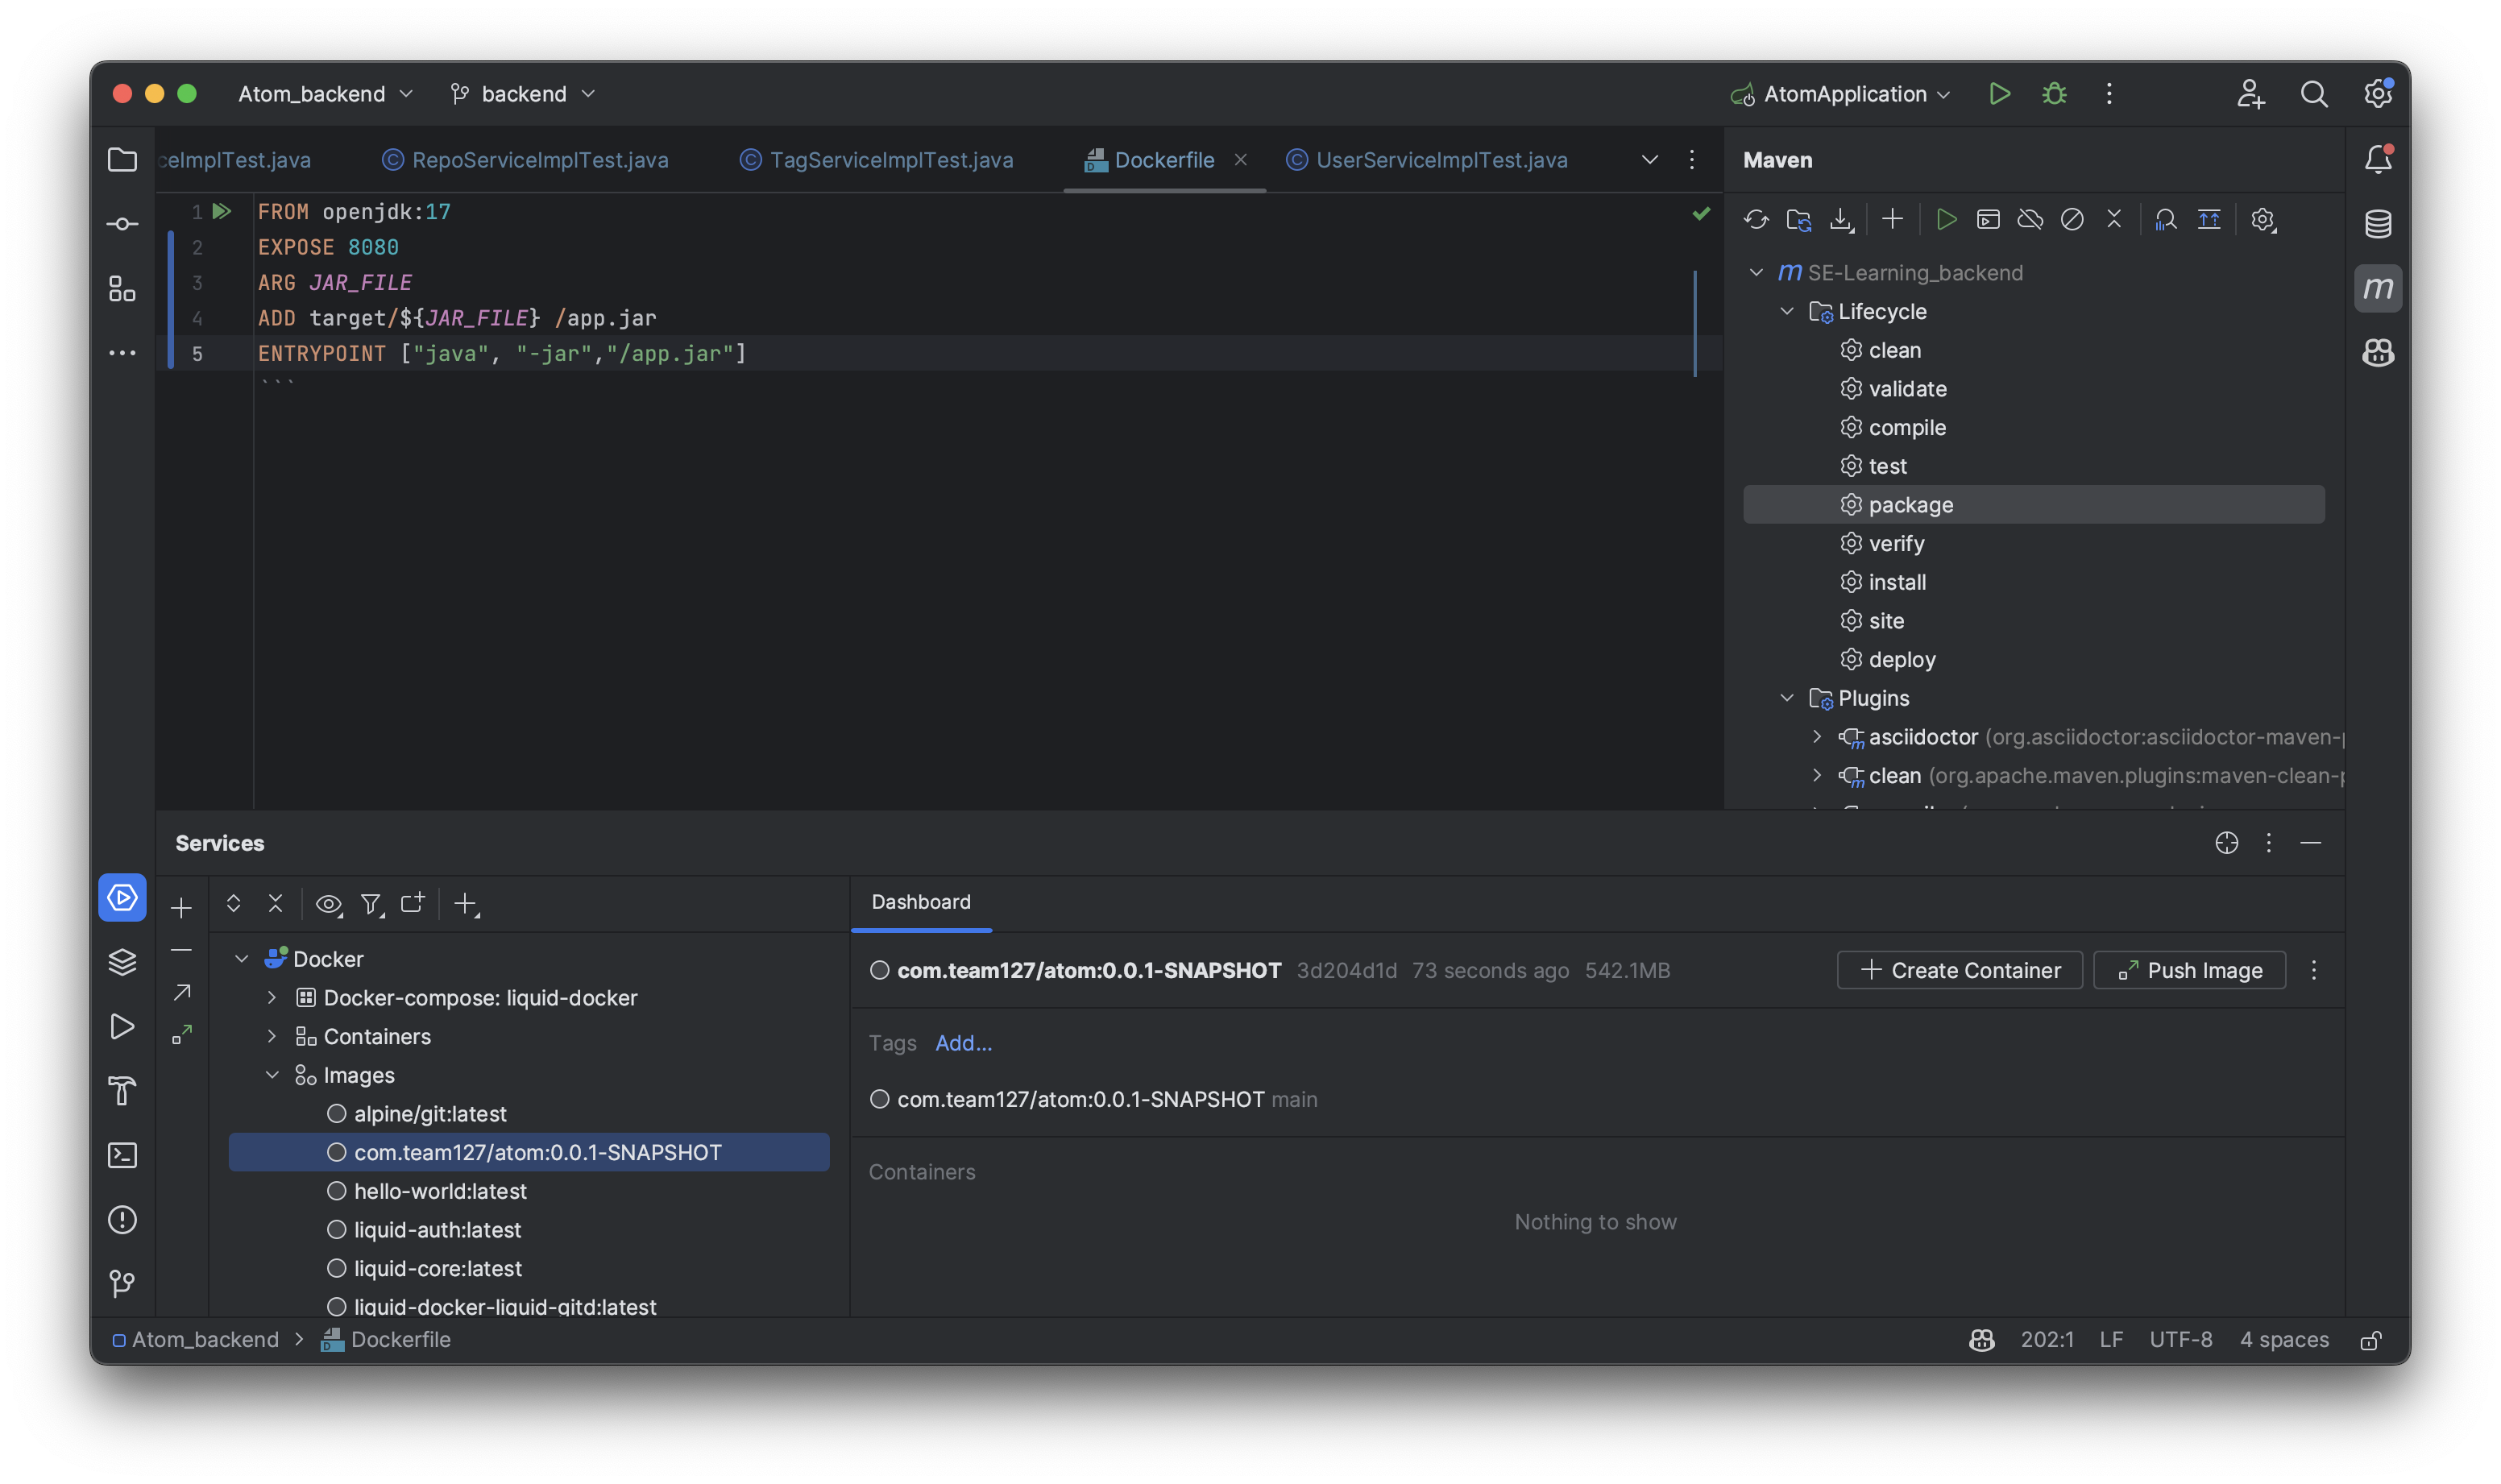 Atom_backend
backend
AtomApplication
ceImplTest.java
RepoServiceImplTest.java
TagServiceImplTest.java
Dockerfile
UserServiceImplTest.java
Maven
1 FROM openjdk:17
2 EXPOSE 8080
3 ARG JAR_FILE
4 ADD target/${JAR_FILE} /app.jar
5 ENTRYPOINT ["java", "-jar","/app.jar"]
```
m SE-Learning_backend
Lifecycle
clean
validate
compile
test
package
verify
install
site
deploy
Plugins
asciidoctor (org.asciidoctor:asciidoctor-maven-p
clean (org.apache.maven.plugins:maven-clean-p
m
Services
Docker
Docker-compose: liquid-docker
Containers
Images
alpine/git:latest
com.team127/atom:0.0.1-SNAPSHOT
hello-world:latest
liquid-auth:latest
liquid-core:latest
liquid-docker-liquid-gitd:latest
Dashboard
com.team127/atom:0.0.1-SNAPSHOT 3d204d1d 73 seconds ago 542.1MB
Create Container
Push Image
Tags Add...
com.team127/atom:0.0.1-SNAPSHOT main
Containers
Nothing to show
Atom_backend > Dockerfile
202:1 LF UTF-8 4 spaces